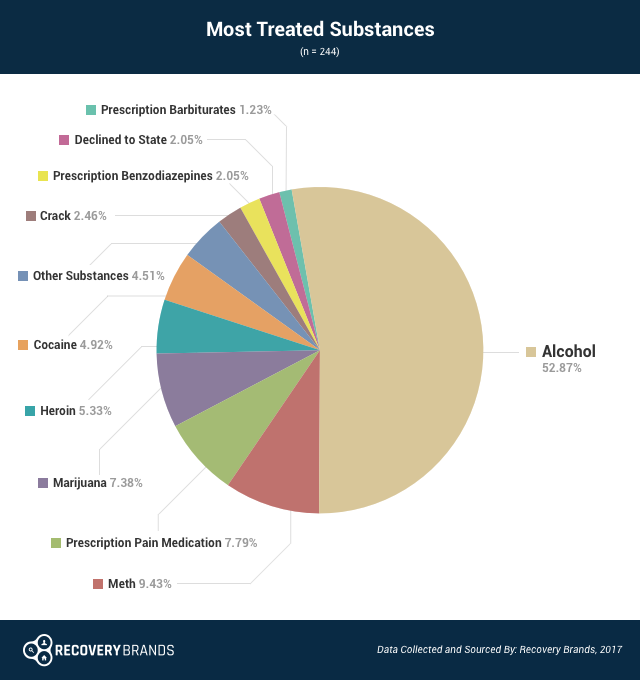 Most Treated Substances
(n = 244)
Prescription Barbiturates 1.23%
Declined to State 2.05%
Prescription Benzodiazepines 2.05%
Crack 2.46%
Other Substances 4.51%
Cocaine 4.92%
Alcohol
52.87%
Heroin 5.33%
Marijuana 7.38%
Prescription Pain Medication 7.79%
Meth 9.43%
RECOVERY BRANDS
Data Collected and Sourced By: Recovery Brands, 2017